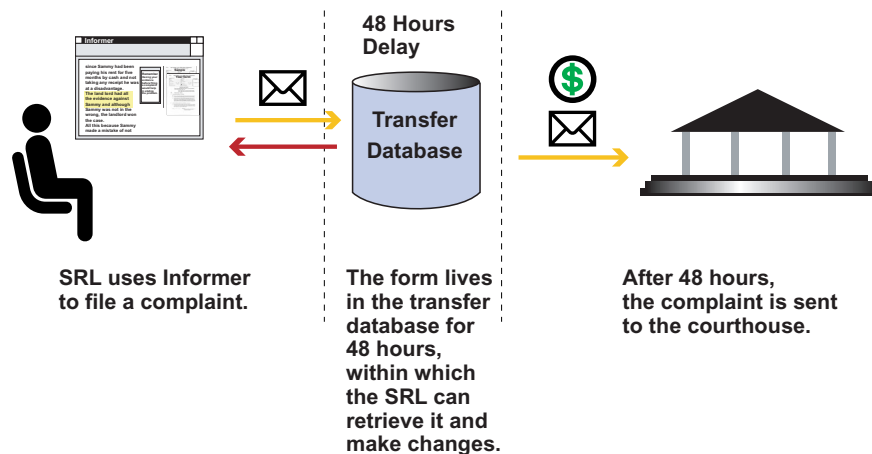 Informer
since Sammy had been
paying his rent for five
months by cash and not
taking any receipt he was
at a disadvantage.
The land lord had all
the evidence against
Sammy and although
Sammy was not in the
wrong, the landlord won
the case.
All this because Sammy
made a mistake of not
48 Hours
Delay
$
Transfer
Database
SRL uses Informer
to file a complaint.
The form lives
in the transfer
database for
48 hours,
within which
the SRL can
retrieve it and
make changes.
After 48 hours,
the complaint is sent
to the courthouse.